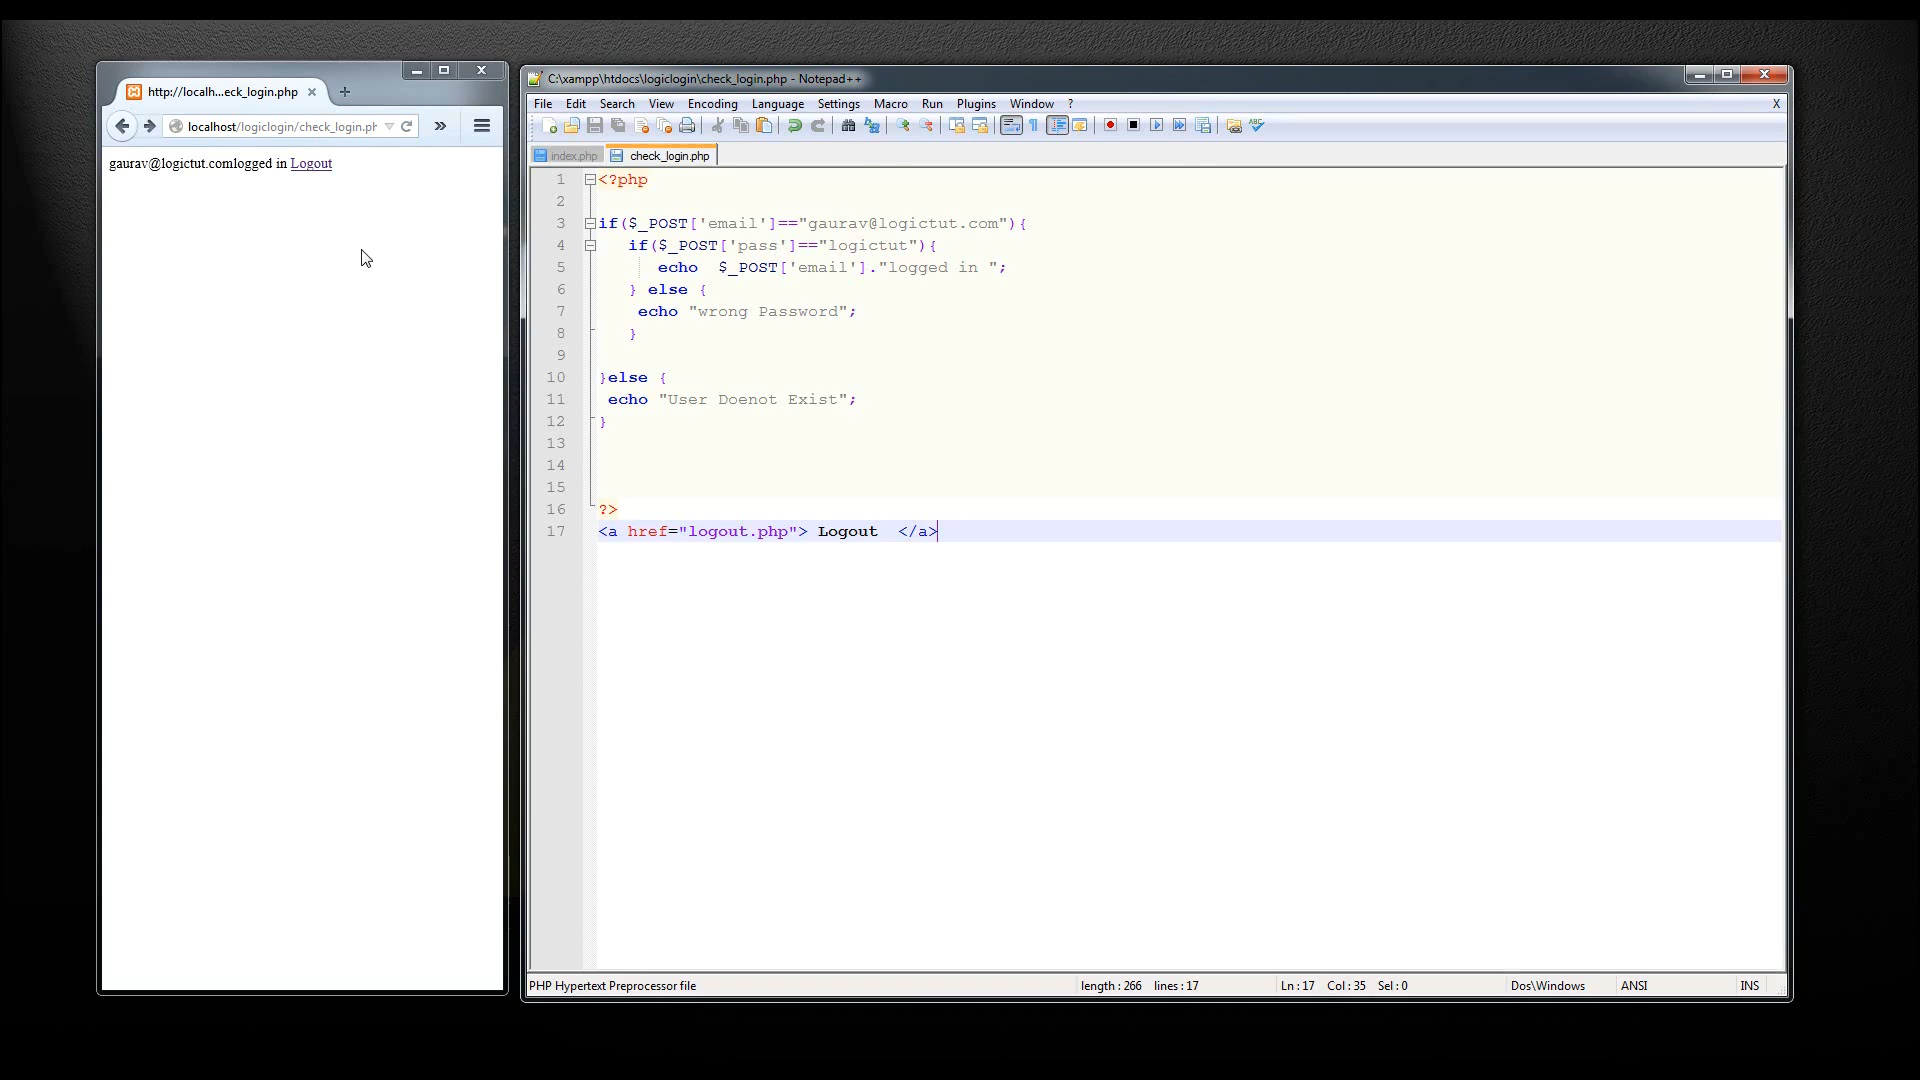 http://localh...eck_login.php
localhost/logiclogin/check_login.ph
gaurav@logictut.comlogged in Logout
C:\xampp\htdocs\logiclogin\check_login.php - Notepad++
File Edit Search View Encoding Language Settings Macro Run Plugins Window ? X
index.php check_login.php
1 <?php
2
3 if($_POST['email']=="gaurav@logictut.com"){
4 if($_POST['pass']=="logictut"){
5 echo $_POST['email']."logged in ";
6 } else {
7 echo "wrong Password";
8 }
9
10 }else {
11 echo "User Doenot Exist";
12 }
13
14
15
16 ?>
17 <a href="logout.php"> Logout </a>
PHP Hypertext Preprocessor file length : 266 lines : 17 Ln : 17 Col : 35 Sel : 0 Dos\Windows ANSI INS